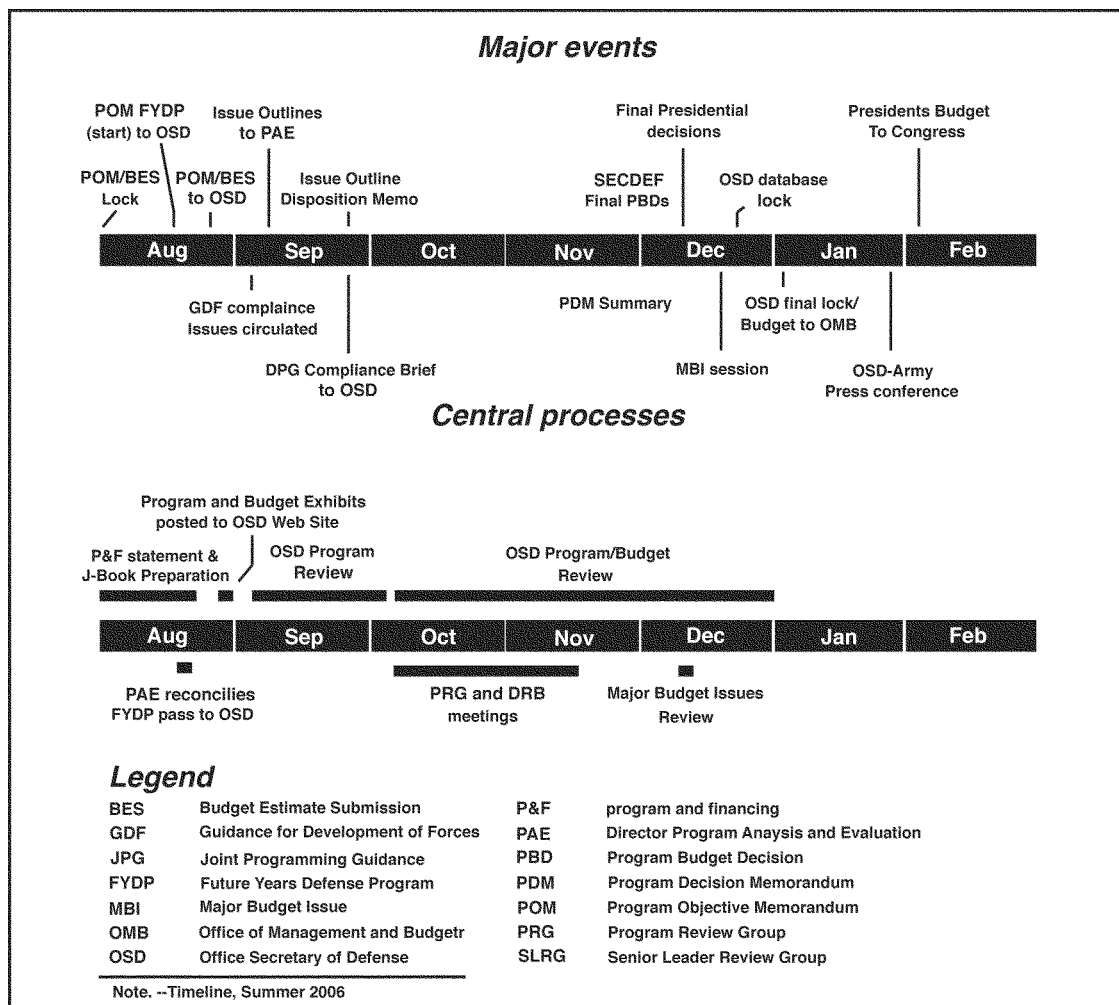 Major events
POM FYDP
(start) to OSD
Issue Outlines
to PAE
Final Presidential
decisions
Presidents Budget
To Congress
POM/BES
Lock
POM/BES
to OSD
Issue Outline
Disposition Memo
SECDEF
Final PBDs
OSD database
lock
Aug Sep Oct Nov Dec Jan Feb
GDF complaince
Issues circulated
PDM Summary
OSD final lock/
Budget to OMB
DPG Compliance Brief
to OSD
MBI session
OSD-Army
Press conference
Central processes
Program and Budget Exhibits
posted to OSD Web Site
P&F statement &
J-Book Preparation
OSD Program
Review
OSD Program/Budget
Review
Aug Sep Oct Nov Dec Jan Feb
PAE reconcilies
FYDP pass to OSD
PRG and DRB
meetings
Major Budget Issues
Review
Legend
BES Budget Estimate Submission
GDF Guidance for Development of Forces
JPG Joint Programming Guidance
FYDP Future Years Defense Program
MBI Major Budget Issue
OMB Office of Management and Budgetr
OSD Office Secretary of Defense
P&F program and financing
PAE Director Program Anaysis and Evaluation
PBD Program Budget Decision
PDM Program Decision Memorandum
POM Program Objective Memorandum
PRG Program Review Group
SLRG Senior Leader Review Group
Note. --Timeline, Summer 2006